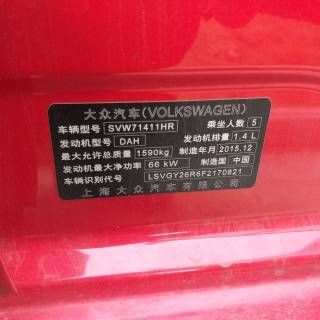 大众汽车(VOLKSWAGEN)
车辆型号 SVW71411HR 乘坐人数 5
发动机型号 DAH 发动机排量 1.4 L
最大允许总质量 1590kg 制造年月 2015.12
发动机最大净功率 66 kW 制造国 中国
车辆识别代号 LSVGY26R6F2170821
上海大众汽车有限公司